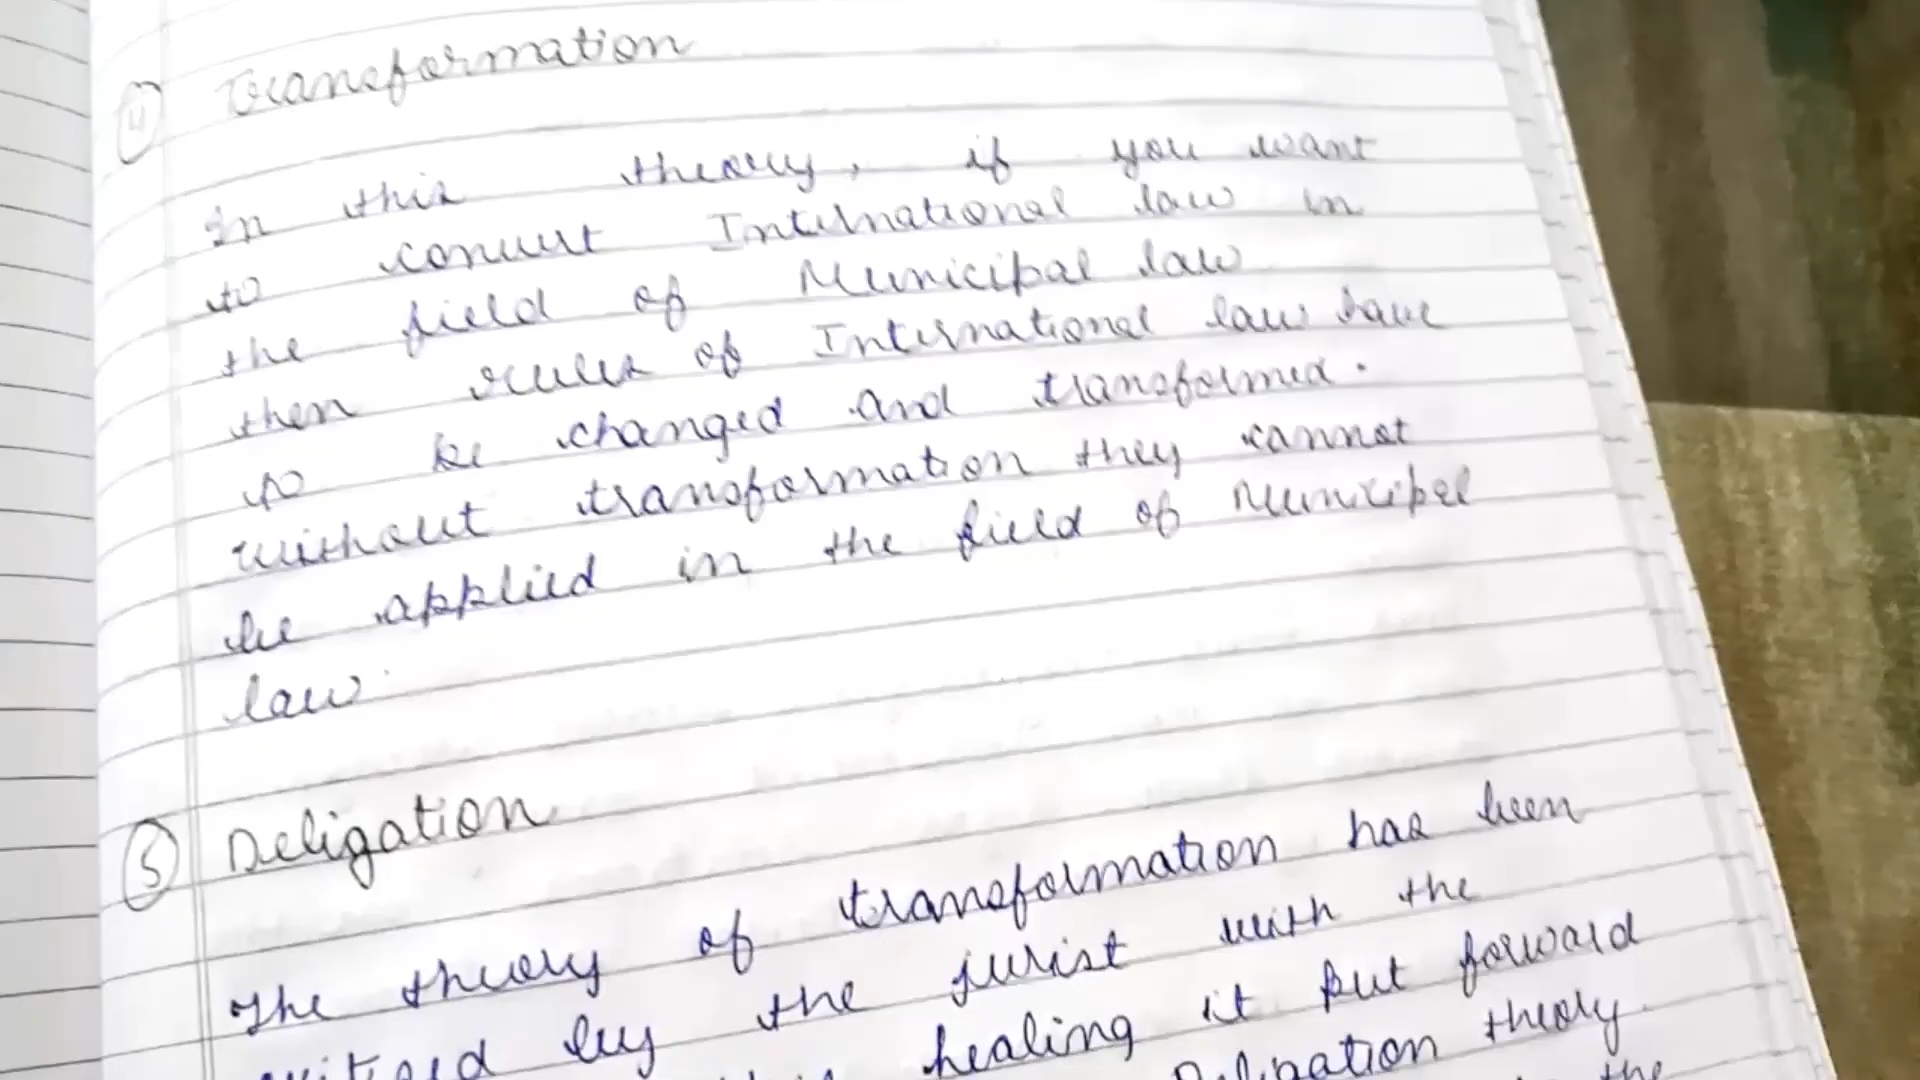 4 Transformation
In this theory, if you want
to convert International law in
the field of Municipal law
then rules of International law have
to be changed and transformed.
Without transformation they cannot
be applied in the field of Municipal
law.
5 Deligation
The theory of transformation has been
by the jurist with the
healing it put forward
Deligation theory
the